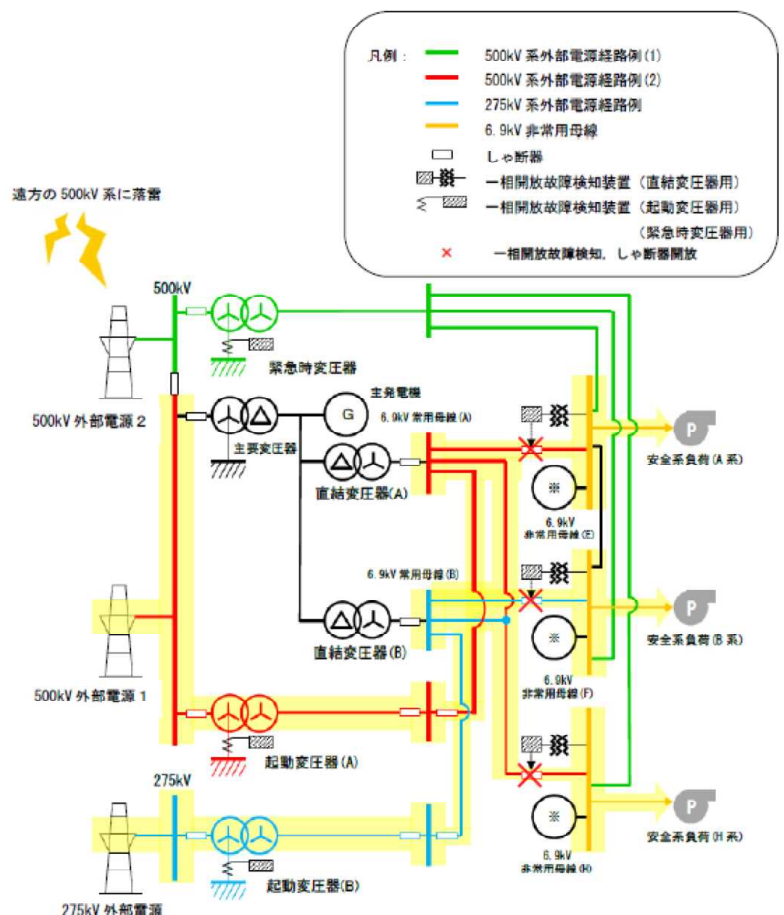 凡例：
500kV 系外部電源経路例(1)
500kV 系外部電源経路例(2)
275kV 系外部電源経路例
6.9kV 非常用母線
しゃ断器
一相開放故障検知装置（直結変圧器用）
一相開放故障検知装置（起動変圧器用）
（緊急時変圧器用）
一相開放故障検知，しゃ断器開放
遠方の 500kV 系に落雷
500kV
緊急時変圧器
500kV 外部電源 2
主発電機
G
6.9kV 常用母線(A)
主要変圧器
直結変圧器(A)
P
安全系負荷(A 系)
※
6.9kV
非常用母線(E)
6.9kV 常用母線(B)
直結変圧器(B)
P
安全系負荷(B 系)
※
6.9kV
非常用母線(F)
500kV 外部電源 1
起動変圧器(A)
275kV
P
安全系負荷(H 系)
※
6.9kV
非常用母線(H)
起動変圧器(B)
275kV 外部電源